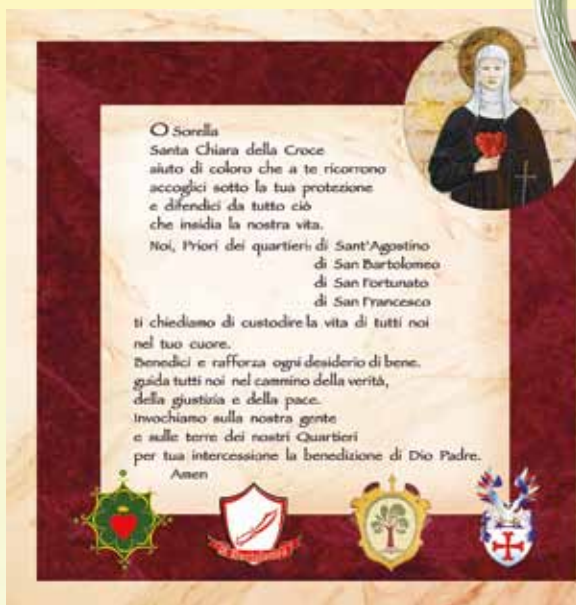 O Sorella
Santa Chiara della Croce
aiuto di coloro che a te ricorrono
accoglici sotto la tua protezione
e difendici da tutto ciò
che insidia la nostra vita.
Noi, Priori dei quartieri: di Sant'Agostino
di San Bartolomeo
di San Fortunato
di San Francesco
ti chiediamo di custodire la vita di tutti noi
nel tuo cuore.
Benedici e rafforza ogni desiderio di bene.
guida tutti noi nel cammino della verità,
della giustizia e della pace.
Invochiamo sulla nostra gente
e sulle terre dei nostri Quartieri
per tua intercessione la benedizione di Dio Padre.
Amen